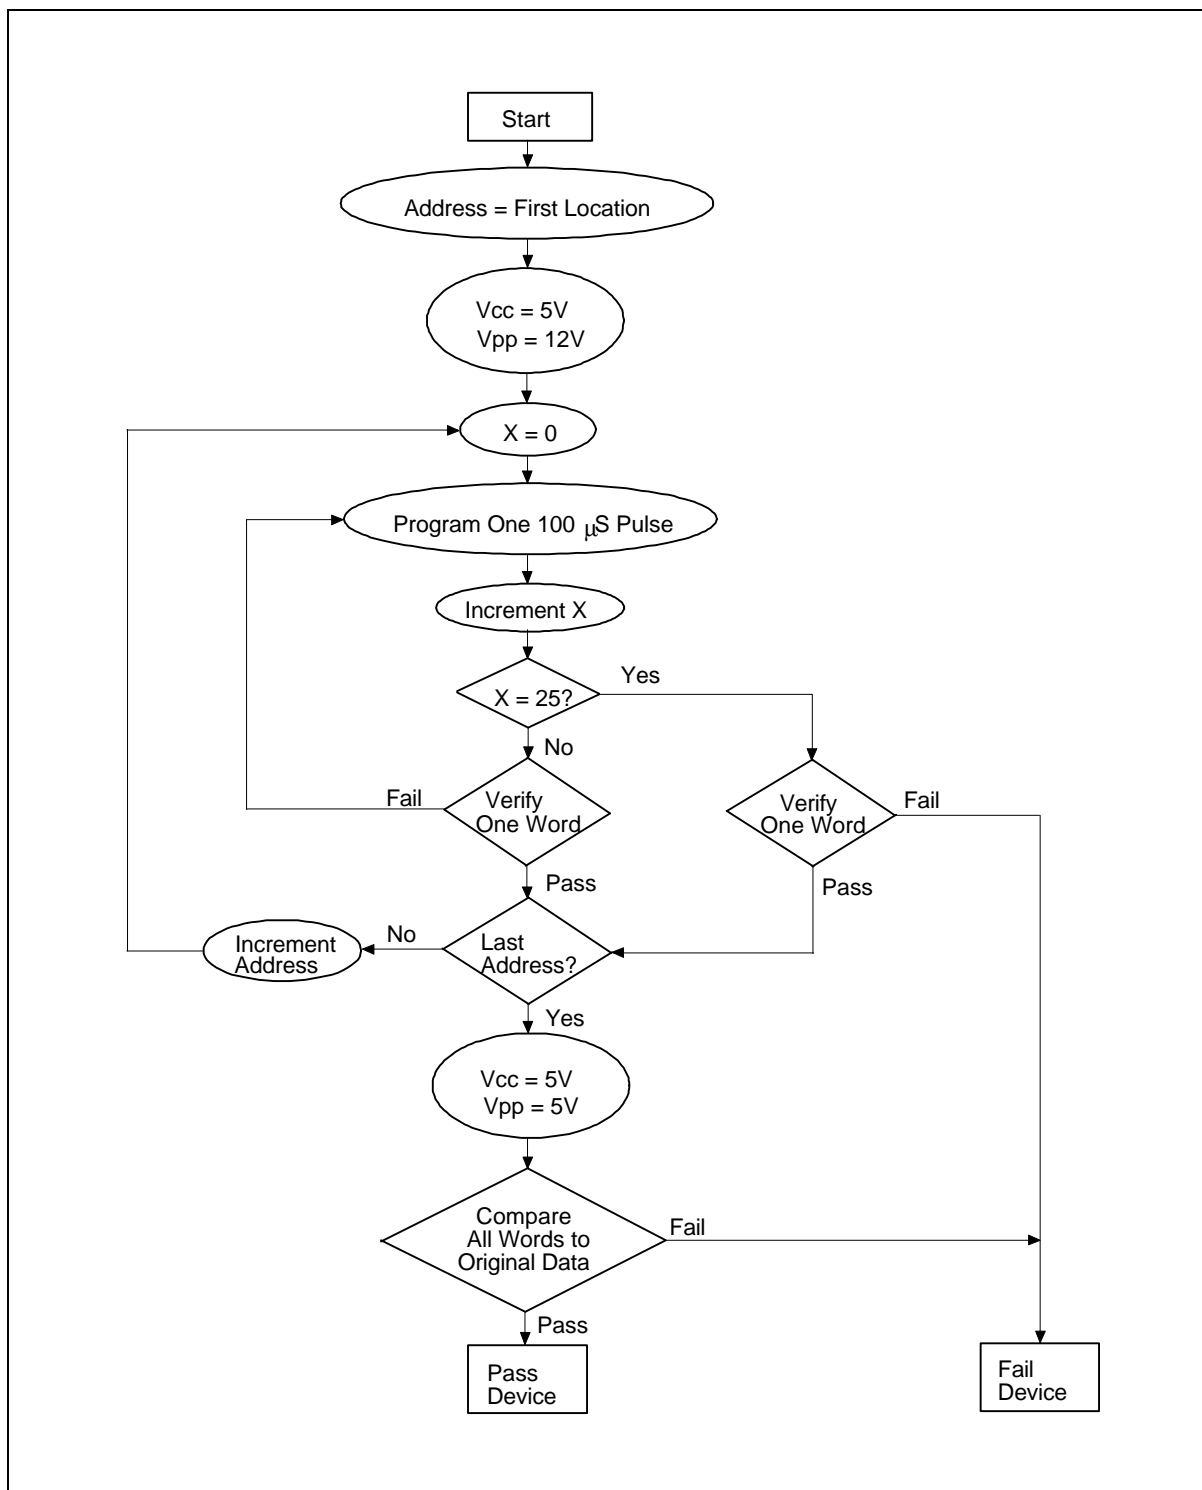 Start
Address = First Location
Vcc = 5V
Vpp = 12V
X = 0
Program One 100 µS Pulse
Increment X
X = 25?
Yes
No
Fail
Verify
One Word
Verify
One Word
Fail
Pass
Pass
Increment
Address
No
Last
Address?
Yes
Vcc = 5V
Vpp = 5V
Compare
All Words to
Original Data
Fail
Pass
Pass
Device
Fail
Device